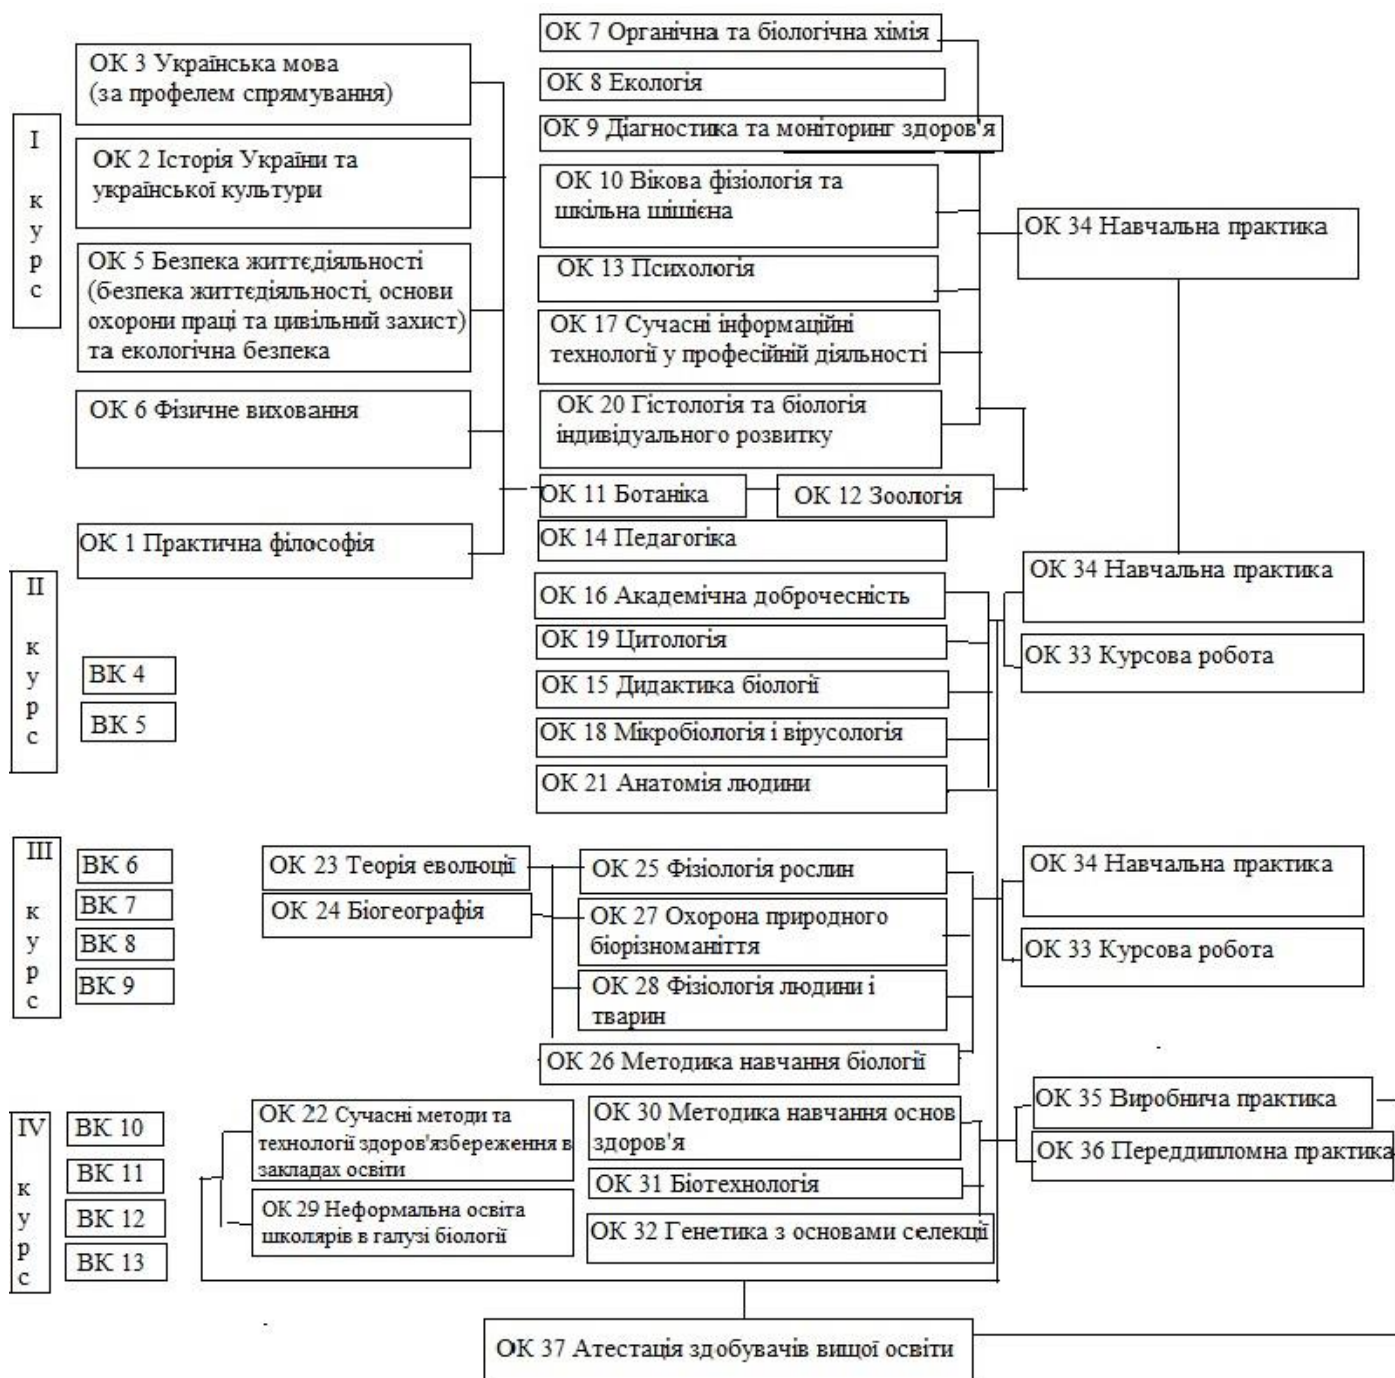 І
к
у
р
с
ОК 3 Українська мова
(за профелем спрямування)
ОК 2 Історія України та
української культури
ОК 5 Безпека життєдіяльності
(безпека життєдіяльності, основи
охорони праці та цивільний захист)
та екологічна безпека
ОК 6 Фізичне виховання
ОК 1 Практична філософія
ОК 7 Органічна та біологічна хімія
ОК 8 Екологія
ОК 9 Діагностика та моніторинг здоров'я
ОК 10 Вікова фізіологія та
шкільна шішієна
ОК 13 Психологія
ОК 17 Сучасні інформаційні
технології у професійній діяльності
ОК 20 Гістологія та біологія
індивідуального розвитку
ОК 11 Ботаніка
ОК 12 Зоологія
ОК 14 Педагогіка
ОК 34 Навчальна практика
ІІ
к
у
р
с
ВК 4
ВК 5
ОК 16 Академічна доброчесність
ОК 19 Цитологія
ОК 15 Дидактика біології
ОК 18 Мікробіологія і вірусологія
ОК 21 Анатомія людини
ОК 34 Навчальна практика
ОК 33 Курсова робота
ІІІ
к
у
р
с
ВК 6
ВК 7
ВК 8
ВК 9
ОК 23 Теорія еволюції
ОК 24 Біогеографія
ОК 25 Фізіологія рослин
ОК 27 Охорона природного
біорізноманіття
ОК 28 Фізіологія людини і
тварин
ОК 26 Методика навчання біології
ОК 34 Навчальна практика
ОК 33 Курсова робота
IV
к
у
р
с
ВК 10
ВК 11
ВК 12
ВК 13
ОК 22 Сучасні методи та
технології здоров'язбереження в
закладах освіти
ОК 29 Неформальна освіта
школярів в галузі біології
ОК 30 Методика навчання основ
здоров'я
ОК 31 Біотехнологія
ОК 32 Генетика з основами селекції
ОК 35 Виробнича практика
ОК 36 Переддипломна практика
ОК 37 Атестація здобувачів вищої освіти